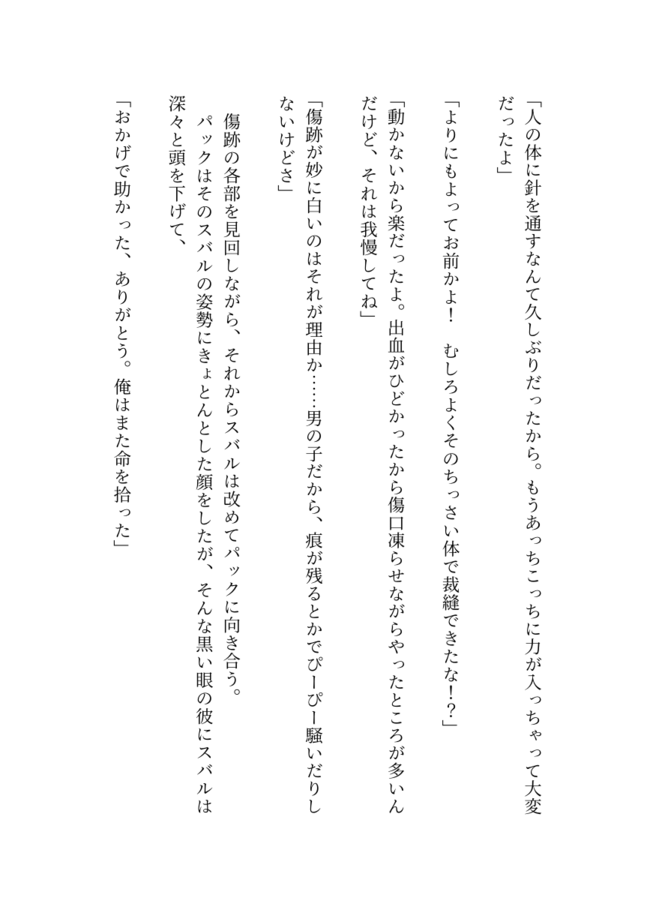 「人の体に針を通すなんて久しぶりだったから。もうあっちこっちに力が入っちゃって大変
だったよ」
「よりにもよってお前かよ！　むしろよくそのちっさい体で裁縫できたな！？」
「動かないから楽だったよ。出血がひどかったから傷口凍らせながらやったところが多いん
だけど、それは我慢してね」
「傷跡が妙に白いのはそれが理由か……男の子だから、痕が残るとかでぴーぴー騒いだりし
ないけどさ」
　傷跡の各部を見回しながら、それからスバルは改めてパックに向き合う。
　パックはそのスバルの姿勢にきょとんとした顔をしたが、そんな黒い眼の彼にスバルは
深々と頭を下げて、
「おかげで助かった、ありがとう。俺はまた命を拾った」